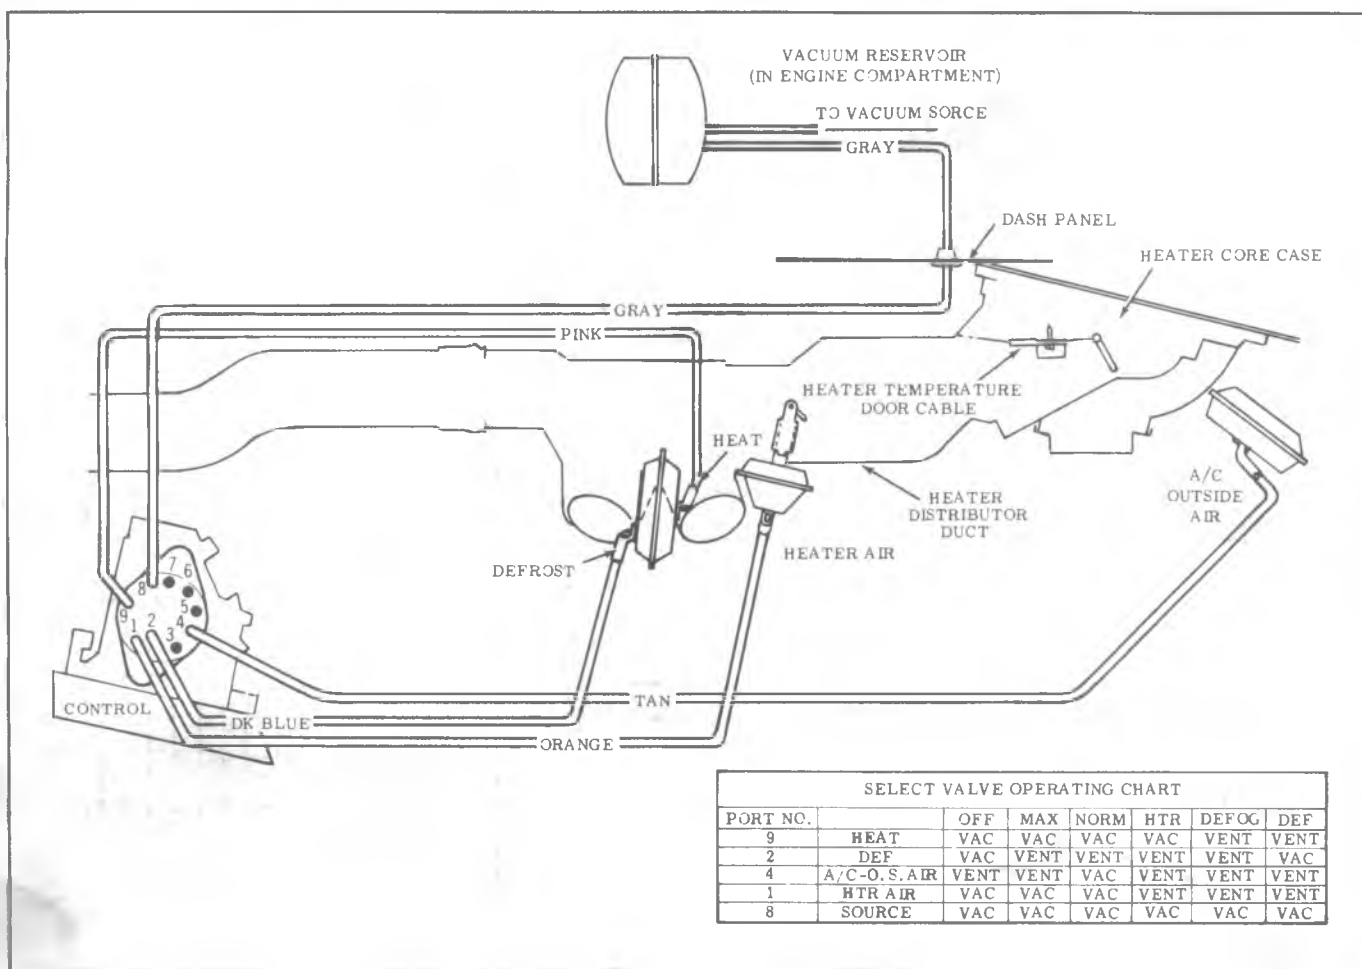 VACUUM RESERVOIR
(IN ENGINE COMPARTMENT)
TO VACUUM SORCE
GRAY
DASH PANEL
HEATER CORE CASE
GRAY
PINK
HEATER TEMPERATURE
DOOR CABLE
HEAT
A/C
OUTSIDE
AIR
HEATER
DISTRIBUTOR
DUCT
HEATER AIR
DEFROST
7
6
8
5
9
1
2
3
4
CONTROL
TAN
DK BLUE
ORANGE
SELECT VALVE OPERATING CHART
PORT NO. OFF MAX NORM HTR DEFOG DEF
9 HEAT VAC VAC VAC VAC VENT VENT
2 DEF VAC VENT VENT VENT VENT VAC
4 A/C-O.S.AIR VENT VENT VAC VENT VENT VENT
1 HTR AIR VAC VAC VAC VENT VENT VENT
8 SOURCE VAC VAC VAC VAC VAC VAC